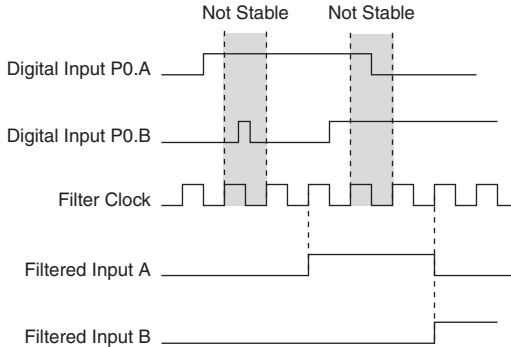 Not Stable Not Stable
Digital Input P0.A
Digital Input P0.B
Filter Clock
Filtered Input A
Filtered Input B